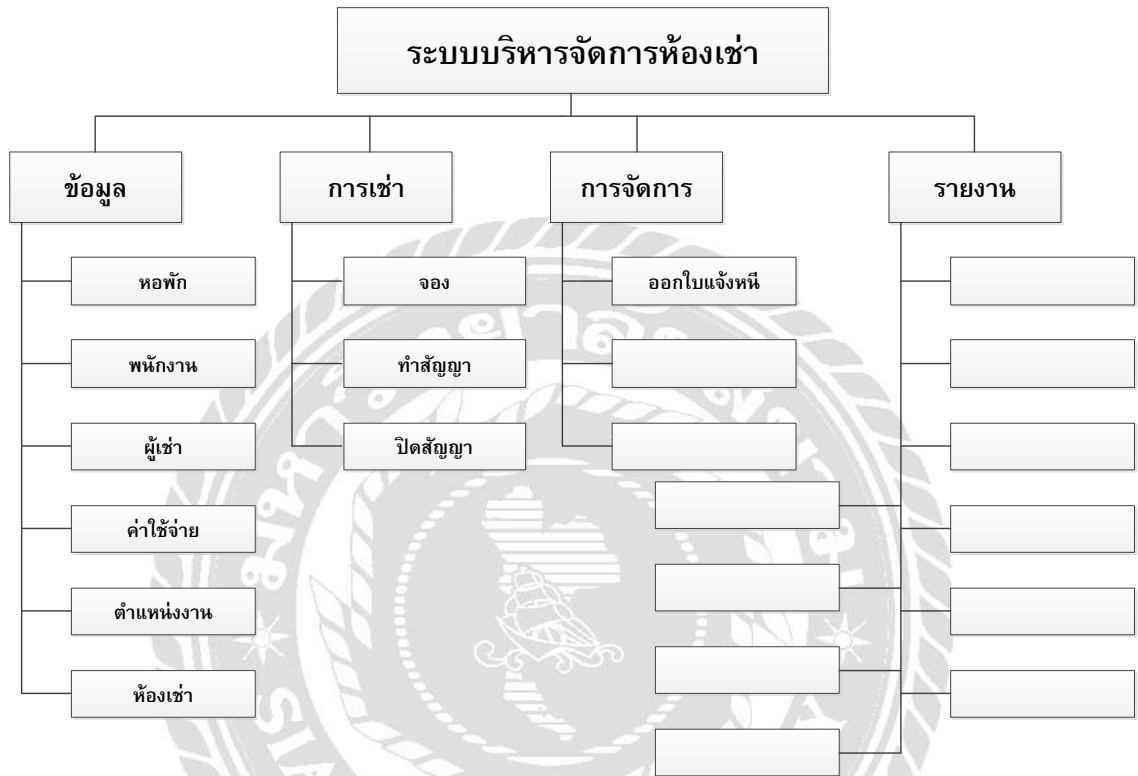 ระบบบริหารจัดการห้องเช่า
ข้อมูล
การเช่า
การจัดการ
รายงาน
หอพัก
จอง
ออกใบแจ้งหนี
พนักงาน
ทำสัญญา
ผู้เช่า
ปิดสัญญา
ค่าใช้จ่าย
ตำแหน่งงาน
ห้องเช่า